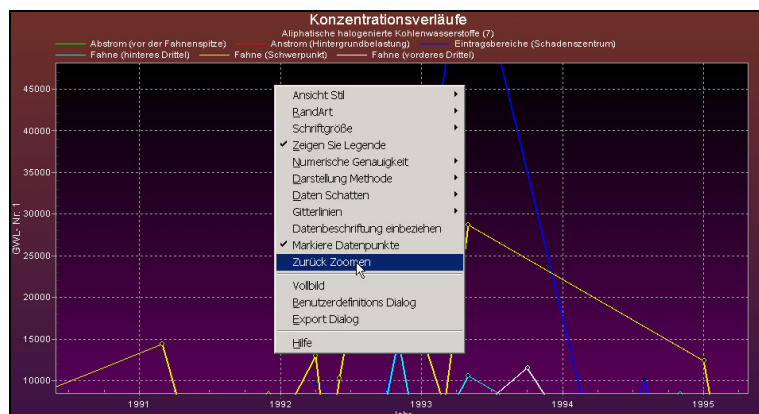 Konzentrationsverläufe
Aliphatische halogenierte Kohlenwasserstoffe (7)
Abstrom (vor der Fahnenspitze) Anstrom (Hintergrundbelastung) Eintragsbereiche (Schadenszentrum)
Fahne (hinteres Drittel) Fahne (Schwerpunkt) Fahne (vorderes Drittel)
45000
40000
35000
30000
25000
20000
15000
10000
GWL- Nr. 1
Ansicht Stil
RandArt
Schriftgröße
Zeigen Sie Legende
Numerische Genauigkeit
Darstellung Methode
Daten Schatten
Gitterlinien
Datenbeschriftung einbeziehen
Markiere Datenpunkte
Zurück Zoomen
Vollbild
Benutzerdefinitions Dialog
Export Dialog
Hilfe
1991 1992 1993 1994 1995